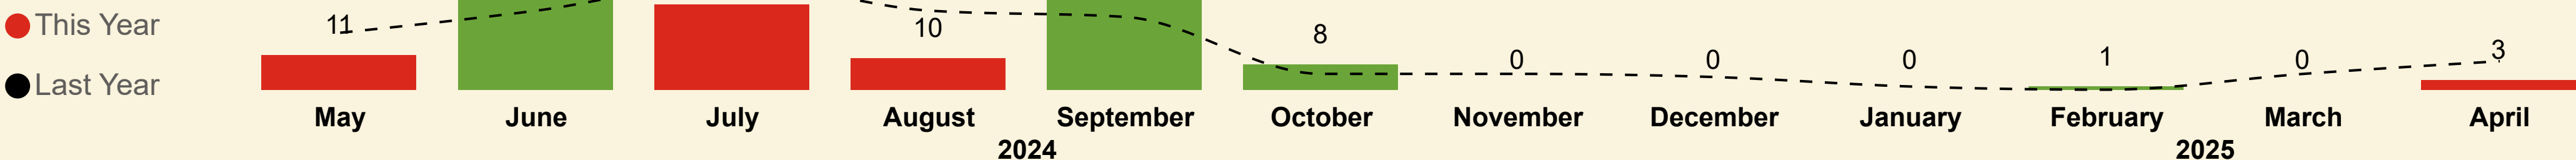 This Year
Last Year
11 10 8 0 0 0 1 0 3
May June July August September October November December January February March April
2024 2025